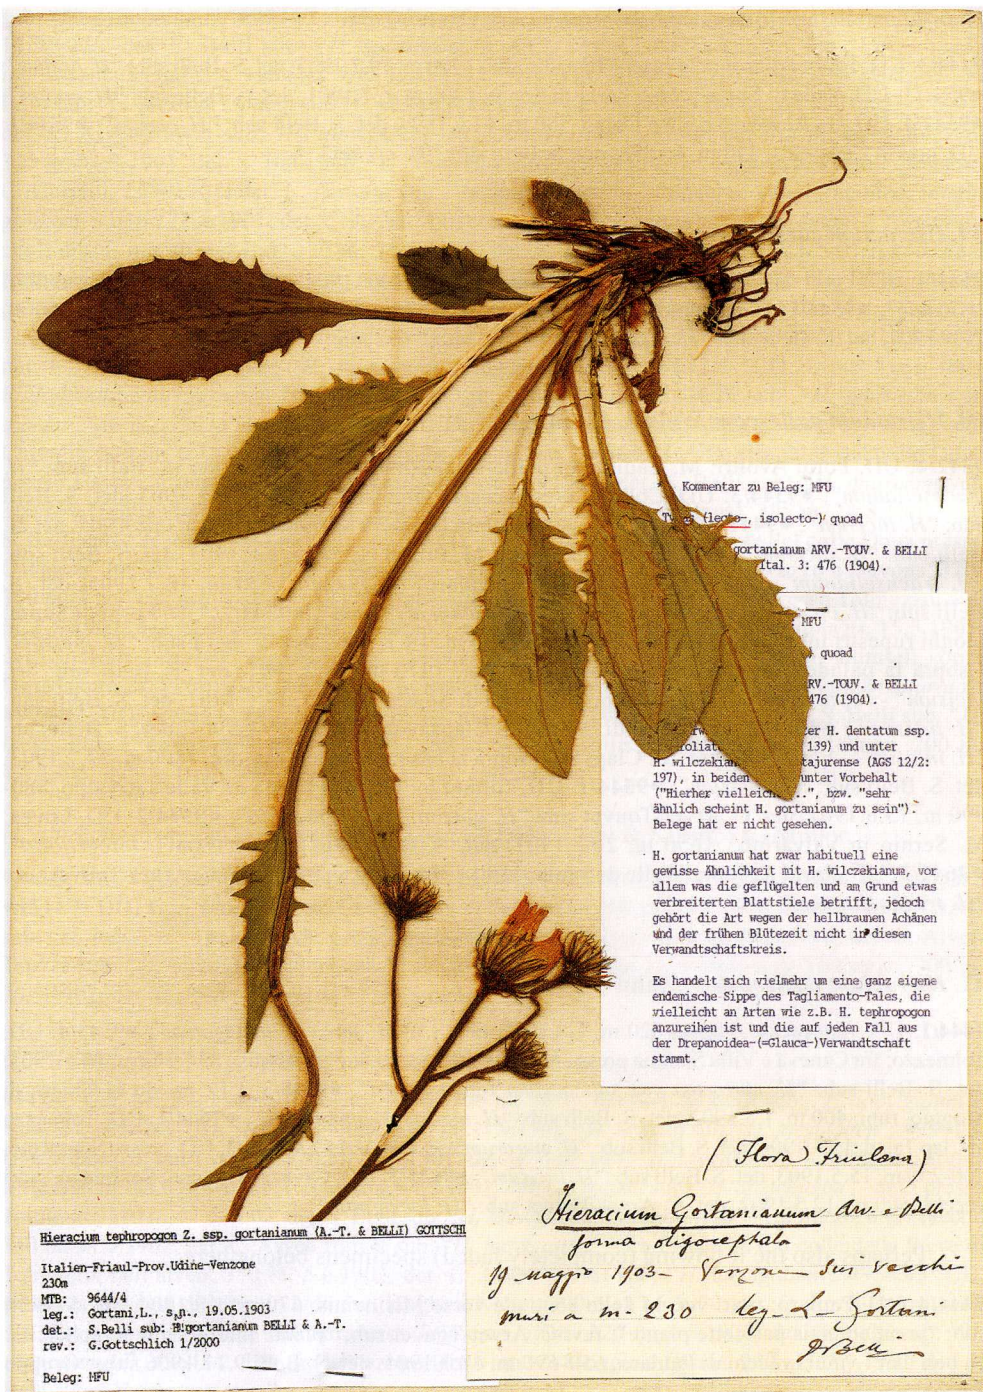 Kommentar zu Beleg: MFU
(lecto-, isolecto-) quoad
gortanianum ARV.-TOUV. & BELLI
Ital. 3: 476 (1904).
MFU
quoad
RV.-TOUV. & BELLI
476 (1904).
H. dentatum ssp.
139) und unter
H. (AGS 12/2:
197), in beiden unter Vorbehalt
("Hierher ..", bzw. "sehr
ähnlich scheint H. gortanianum zu sein").
Belege hat er nicht gesehen.
H. gortanianum hat zwar habituell eine
gewisse Ähnlichkeit mit H. wilczekianum, vor
allem was die geflügelten und am Grund etwas
verbreiterten Blattstiele betrifft, jedoch
gehört die Art wegen der hellbraunen Achänen
und der frühen Blütezeit nicht in diesen
Verwandtschaftskreis.
Es handelt sich vielmehr um eine ganz eigene
endemische Sippe des Tagliamento-Tales, die
vielleicht an Arten wie z.B. H. tephropogon
anzureihen ist und die auf jeden Fall aus
der Drepanoidea-(=Glauca-)Verwandtschaft
stammt.
(Flora Friulana)
Hieracium Gortanianum Arv. e Belli
forma oligocephala
19 maggio 1903 - Venzone sui vecchi
muri a m. 230 leg. L. Gortani
SBelli
Hieracium tephropogon Z. ssp. gortanianum (A.-T. & BELLI) GOTTSCHL
Italien-Friaul-Prov.Udine-Venzone
230m
MTB: 9644/4
leg.: Gortani,L., s.n., 19.05.1903
det.: S.Belli sub: H.gortanianum BELLI & A.-T.
rev.: G.Gottschlich 1/2000
Beleg: MFU